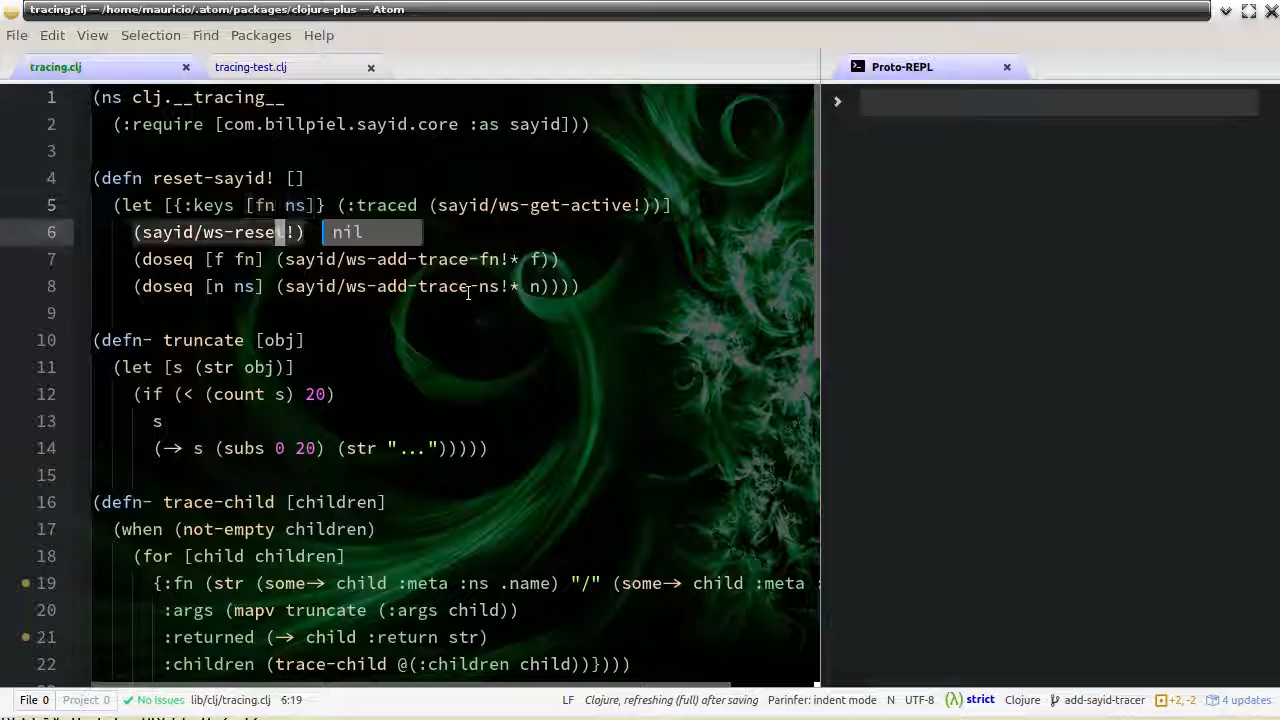 tracing.clj — /home/mauricio/.atom/packages/clojure-plus — Atom
File Edit View Selection Find Packages Help
tracing.clj tracing-test.clj Proto-REPL
1 (ns clj.__tracing__
2 (:require [com.billpiel.sayid.core :as sayid]))
3
4 (defn reset-sayid! []
5 (let [{:keys [fn ns]} (:traced (sayid/ws-get-active!))]
6 (sayid/ws-reset!) nil
7 (doseq [f fn] (sayid/ws-add-trace-fn!* f))
8 (doseq [n ns] (sayid/ws-add-trace-ns!* n))))
9
10 (defn- truncate [obj]
11 (let [s (str obj)]
12 (if (< (count s) 20)
13 s
14 (-> s (subs 0 20) (str "...")))))
15
16 (defn- trace-child [children]
17 (when (not-empty children)
18 (for [child children]
19 {:fn (str (some-> child :meta :ns .name) "/" (some-> child :meta :
20 :args (mapv truncate (:args child))
21 :returned (-> child :return str)
22 :children (trace-child @(:children child))})))
File 0 Project 0 No Issues lib/clj/tracing.clj 6:19 LF Clojure, refreshing (full) after saving Parinfer: indent mode N UTF-8 (λ) strict Clojure add-sayid-tracer +2, -2 4 updates